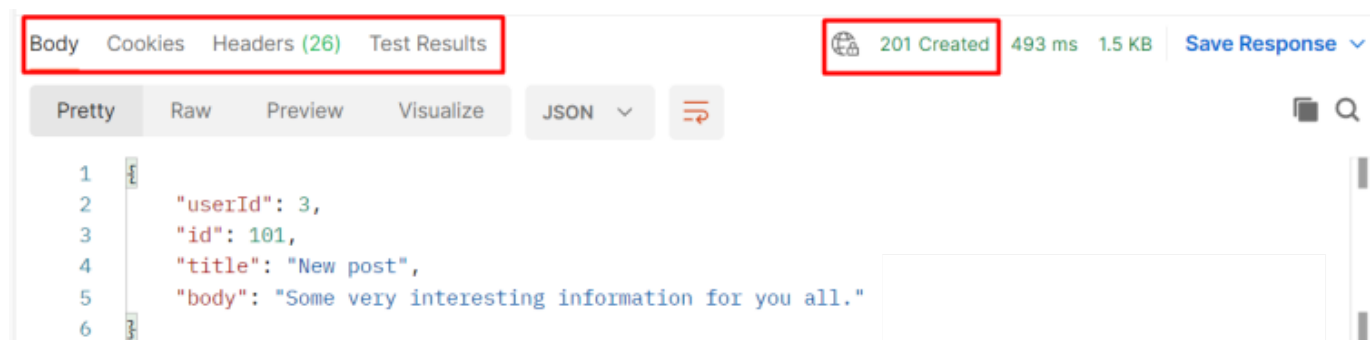 Body Cookies Headers (26) Test Results 201 Created 493 ms 1.5 KB Save Response
Pretty Raw Preview Visualize JSON
1 {
2 "userId": 3,
3 "id": 101,
4 "title": "New post",
5 "body": "Some very interesting information for you all."
6 }